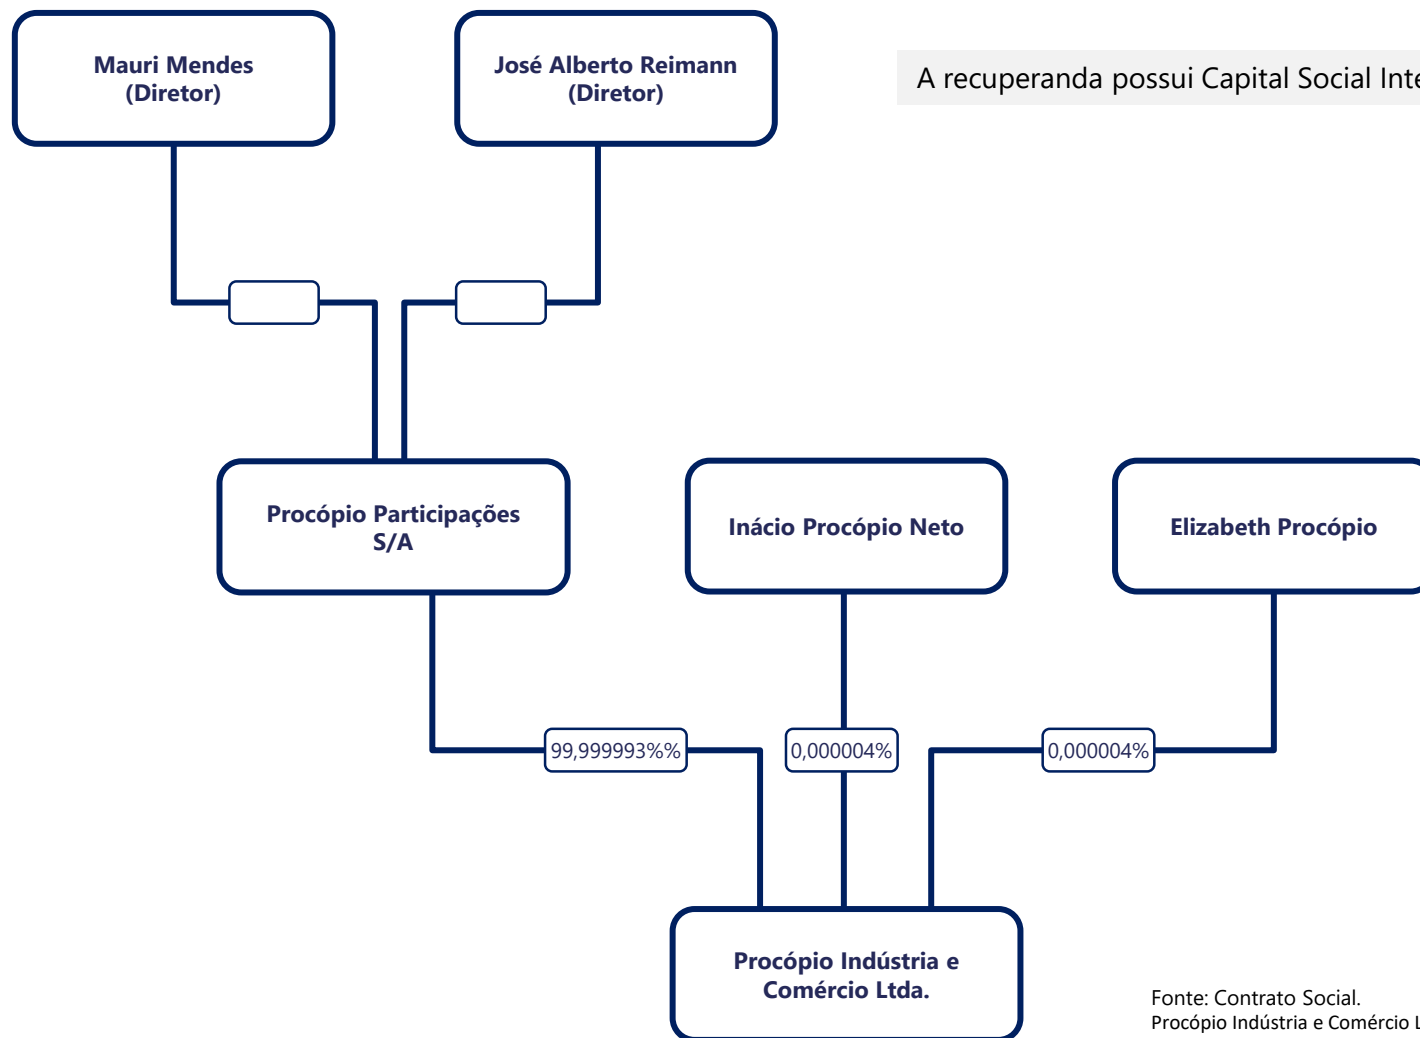 Mauri Mendes
(Diretor)
José Alberto Reimann
(Diretor)
A recuperanda possui Capital Social
Procópio Participações
S/A
Inácio Procópio Neto
Elizabeth Procópio
99,999993%%
0,000004%
0,000004%
Procópio Indústria e
Comércio Ltda.
Fonte: Contrato Social.
Procópio Indústria e Comércio